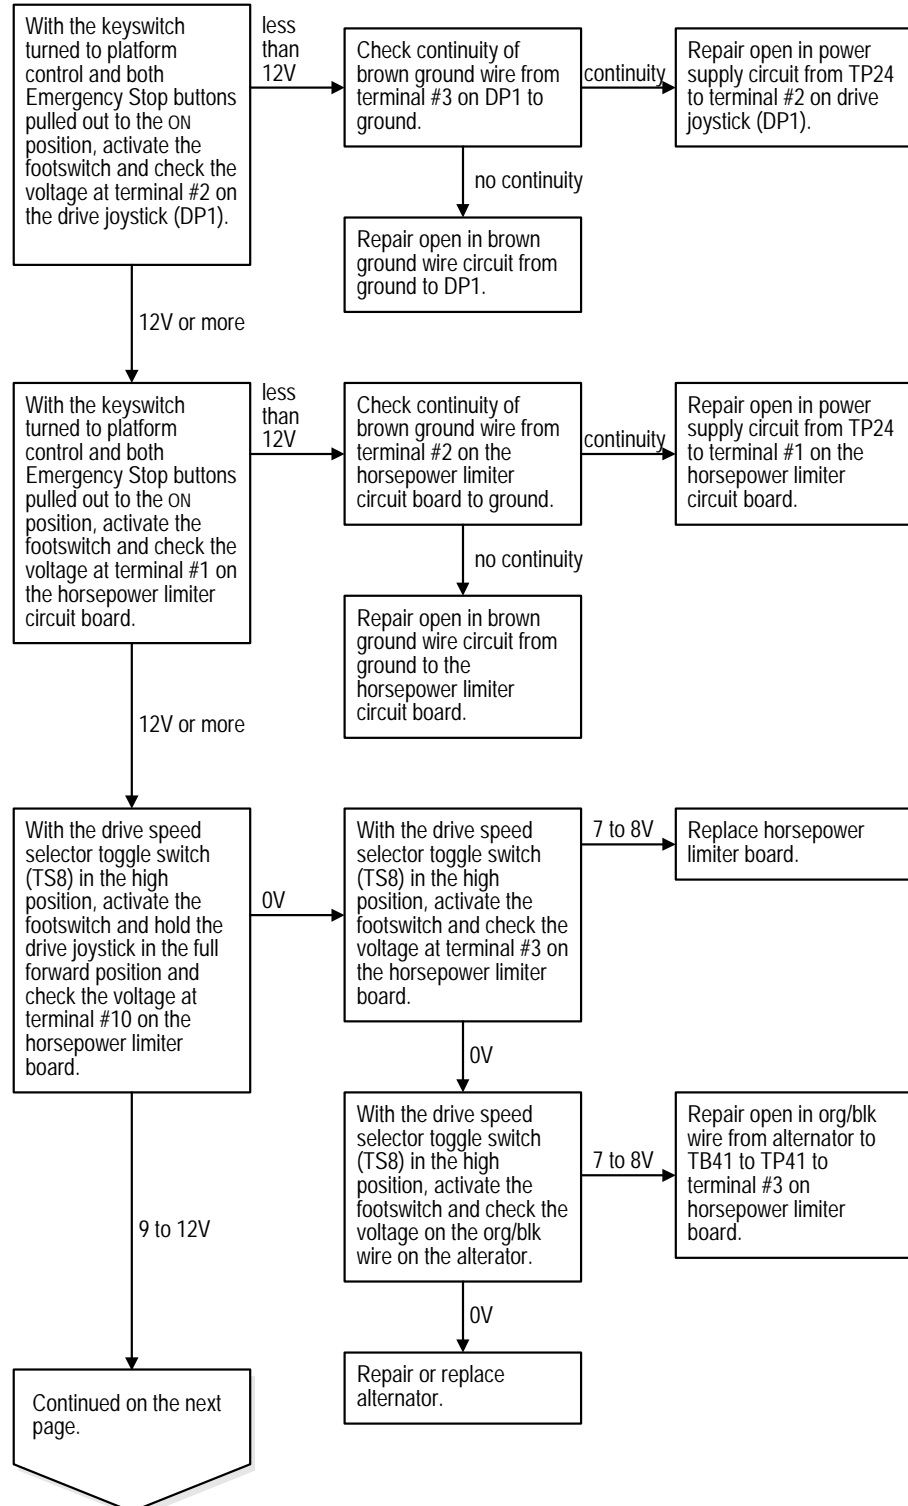 With the keyswitch
turned to platform
control and both
Emergency Stop buttons
pulled out to the ON
position, activate the
footswitch and check the
voltage at terminal #2 on
the drive joystick (DP1).
less
than
12V
Check continuity of
brown ground wire from
terminal #3 on DP1 to
ground.
continuity
Repair open in power
supply circuit from TP24
to terminal #2 on drive
joystick (DP1).
no continuity
Repair open in brown
ground wire circuit from
ground to DP1.
12V or more
With the keyswitch
turned to platform
control and both
Emergency Stop buttons
pulled out to the ON
position, activate the
footswitch and check the
voltage at terminal #1 on
the horsepower limiter
circuit board.
less
than
12V
Check continuity of
brown ground wire from
terminal #2 on the
horsepower limiter
circuit board to ground.
continuity
Repair open in power
supply circuit from TP24
to terminal #1 on the
horsepower limiter
circuit board.
no continuity
Repair open in brown
ground wire circuit from
ground to the
horsepower limiter
circuit board.
12V or more
With the drive speed
selector toggle switch
(TS8) in the high
position, activate the
footswitch and hold the
drive joystick in the full
forward position and
check the voltage at
terminal #10 on the
horsepower limiter
board.
0V
With the drive speed
selector toggle switch
(TS8) in the high
position, activate the
footswitch and check the
voltage at terminal #3 on
the horsepower limiter
board.
7 to 8V
Replace horsepower
limiter board.
0V
With the drive speed
selector toggle switch
(TS8) in the high
position, activate the
footswitch and check the
voltage on the org/blk
wire on the alterator.
7 to 8V
Repair open in org/blk
wire from alternator to
TB41 to TP41 to
terminal #3 on
horsepower limiter
board.
9 to 12V
0V
Repair or replace
alternator.
Continued on the next
page.